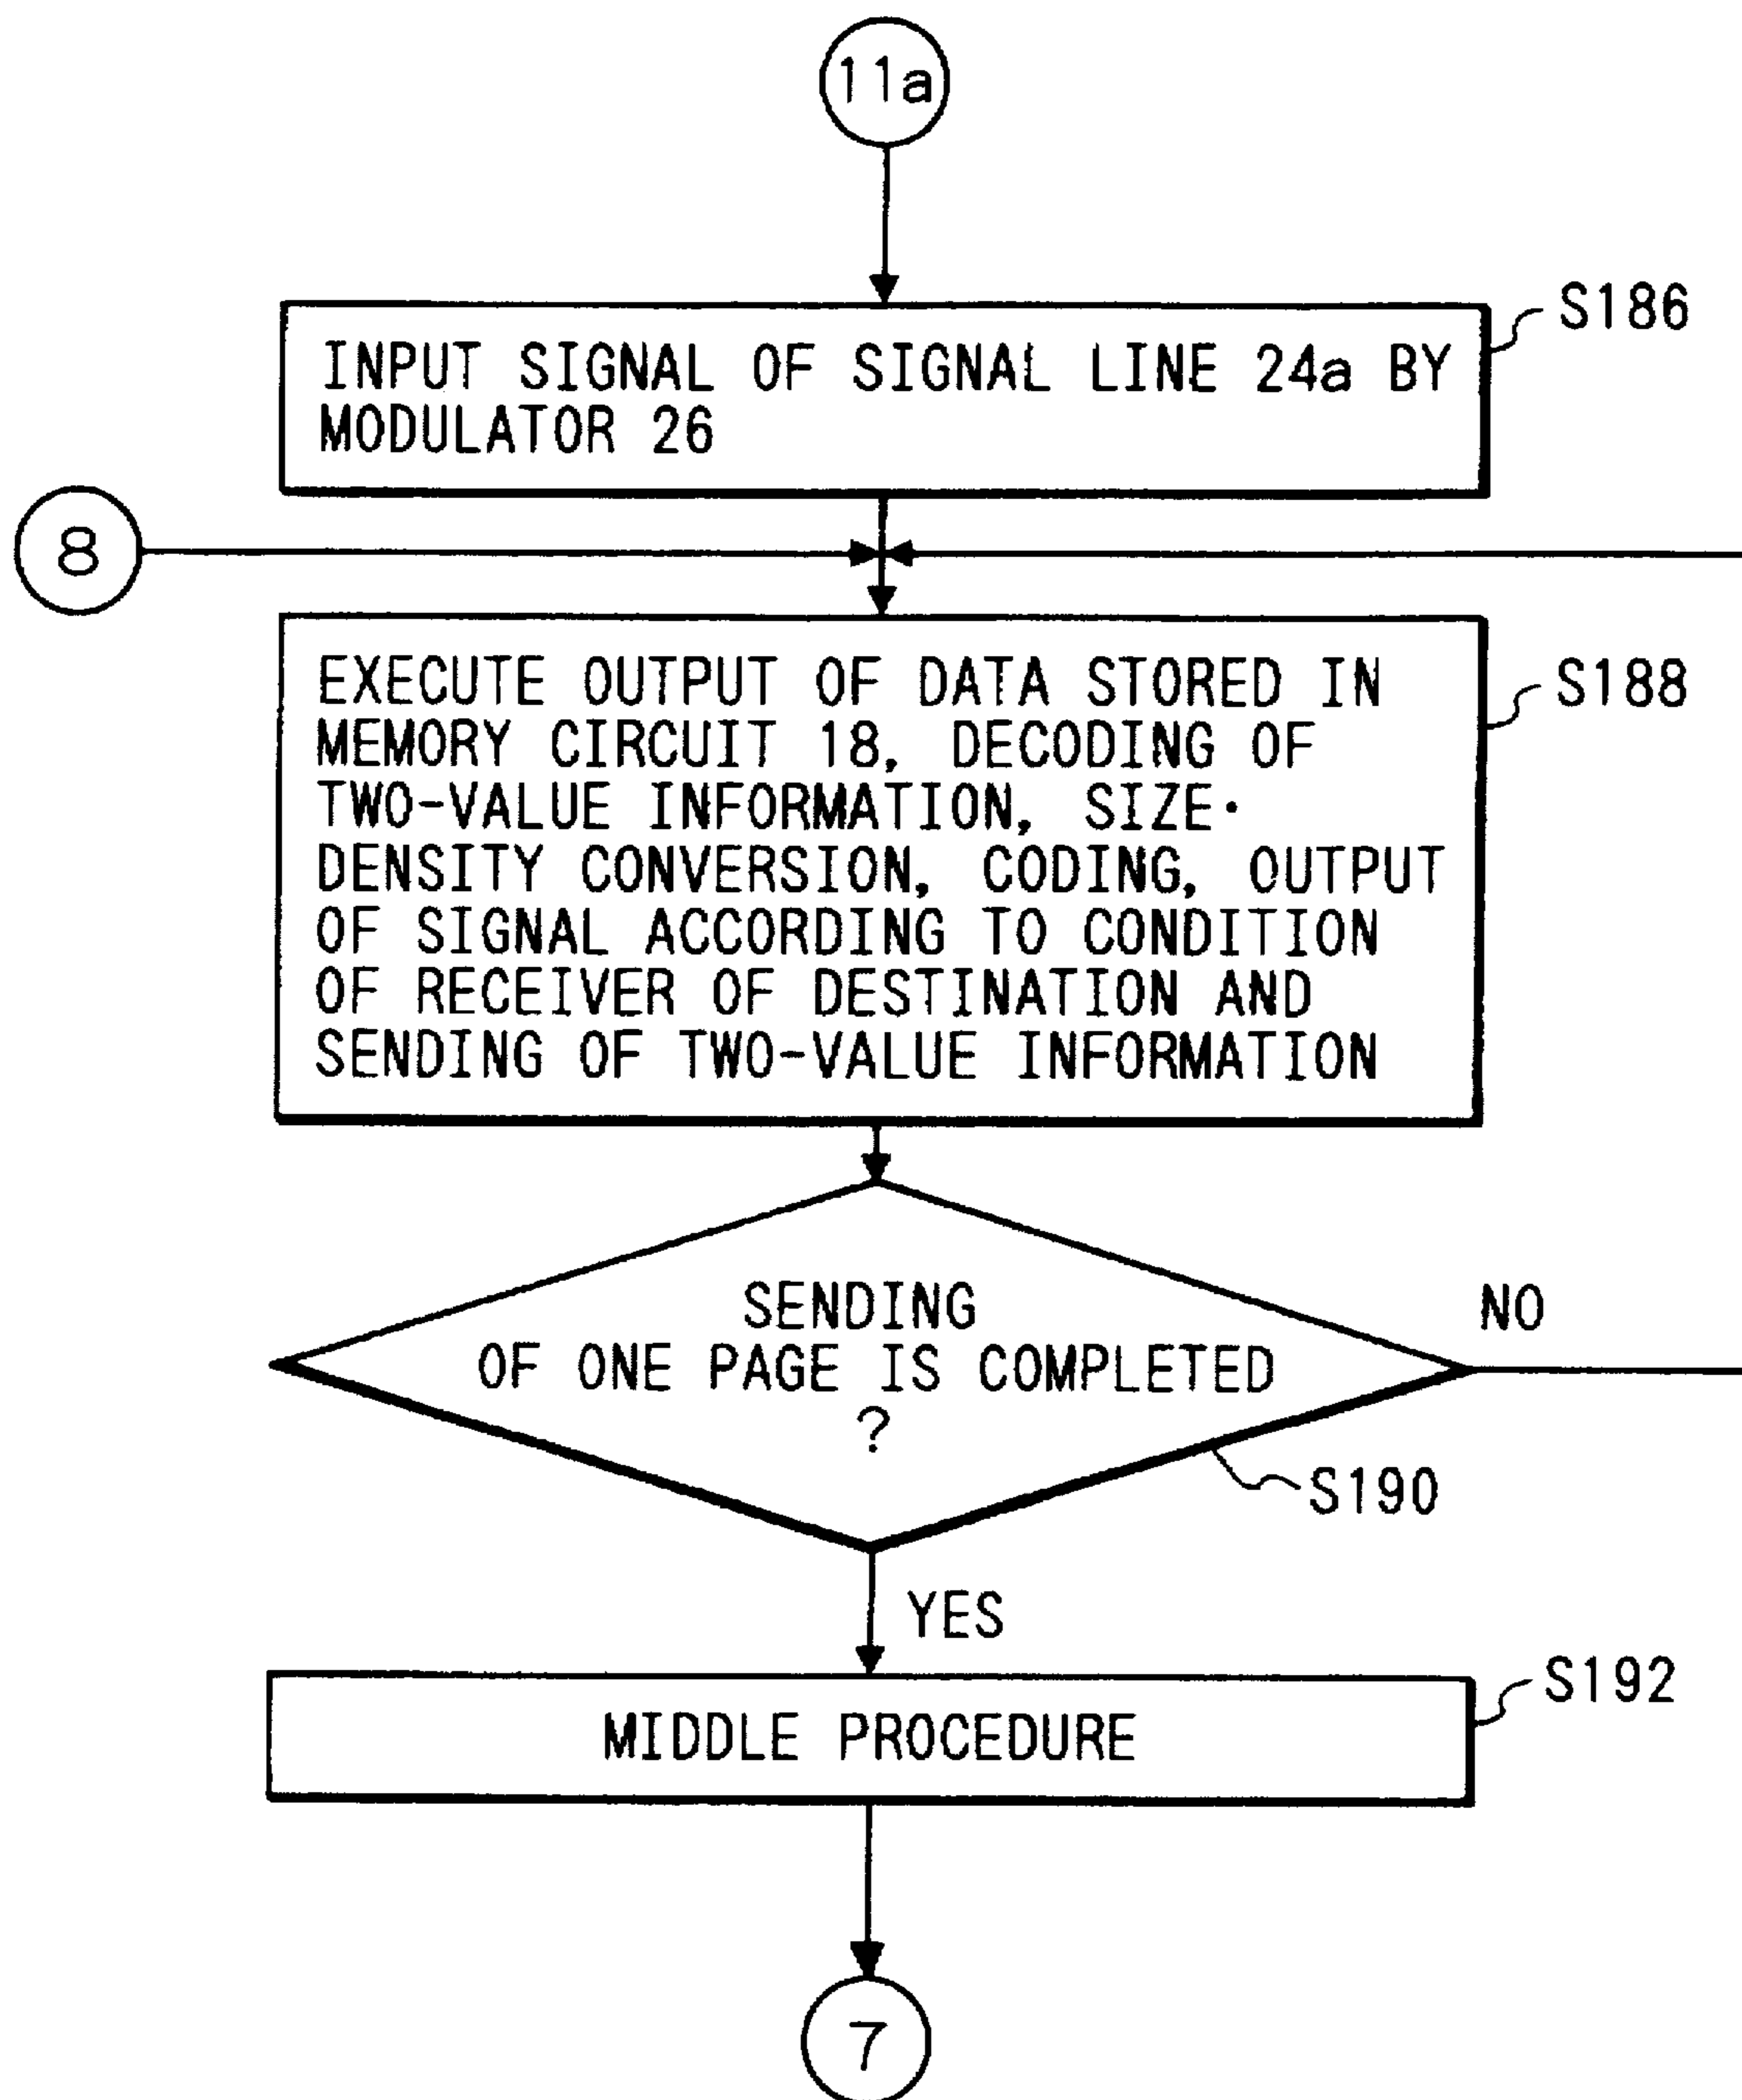 11a
S186
INPUT SIGNAL OF SIGNAL LINE 24a BY
MODULATOR 26
8
S188
EXECUTE OUTPUT OF DATA STORED IN
MEMORY CIRCUIT 18, DECODING OF
TWO-VALUE INFORMATION, SIZE·
DENSITY CONVERSION, CODING, OUTPUT
OF SIGNAL ACCORDING TO CONDITION
OF RECEIVER OF DESTINATION AND
SENDING OF TWO-VALUE INFORMATION
SENDING
OF ONE PAGE IS COMPLETED
?
NO
S190
YES
S192
MIDDLE PROCEDURE
7